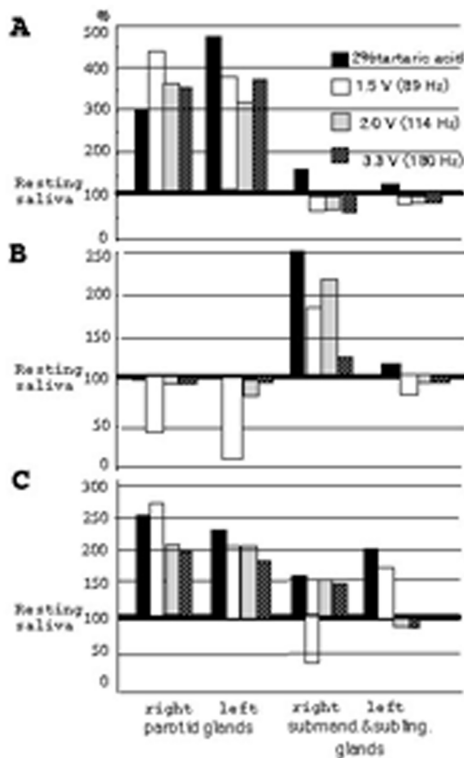 A
%
500
400
300
200
100
0
Resting
saliva
2%tartaric acid
1.5 V (89 Hz)
2.0 V (114 Hz)
3.3 V (180 Hz)
B
250
200
150
100
50
0
Resting
saliva
C
300
250
200
150
100
50
0
Resting
saliva
right left right left
parotid glands submand.&subling.
glands